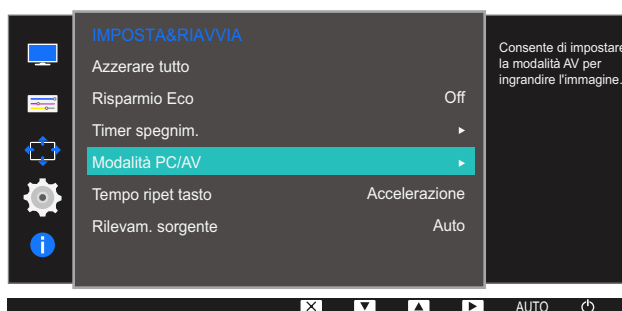 IMPOSTA&RIAVVIA
Azzerare tutto
Risparmio Eco Off
Timer spegnim.
Modalità PC/AV
Tempo ripet tasto Accelerazione
Rilevam. sorgente Auto
Consente di impostare
la modalità AV per
ingrandire l'immagine.
AUTO